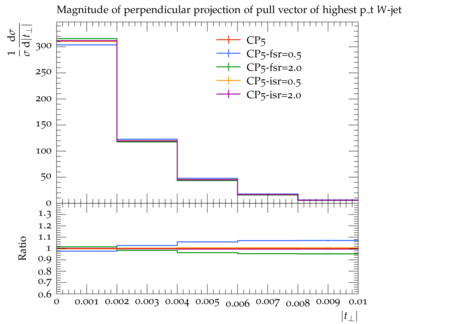 Magnitude of perpendicular projection of pull vector of highest p_t W-jet
1/σ dσ/d|t⊥|
300
250
200
150
100
50
0
CP5
CP5-fsr=0.5
CP5-fsr=2.0
CP5-isr=0.5
CP5-isr=2.0
Ratio
1.3
1.2
1.1
1
0.9
0.8
0.7
0.6
0 0.001 0.002 0.003 0.004 0.005 0.006 0.007 0.008 0.009 0.01
|t⊥|